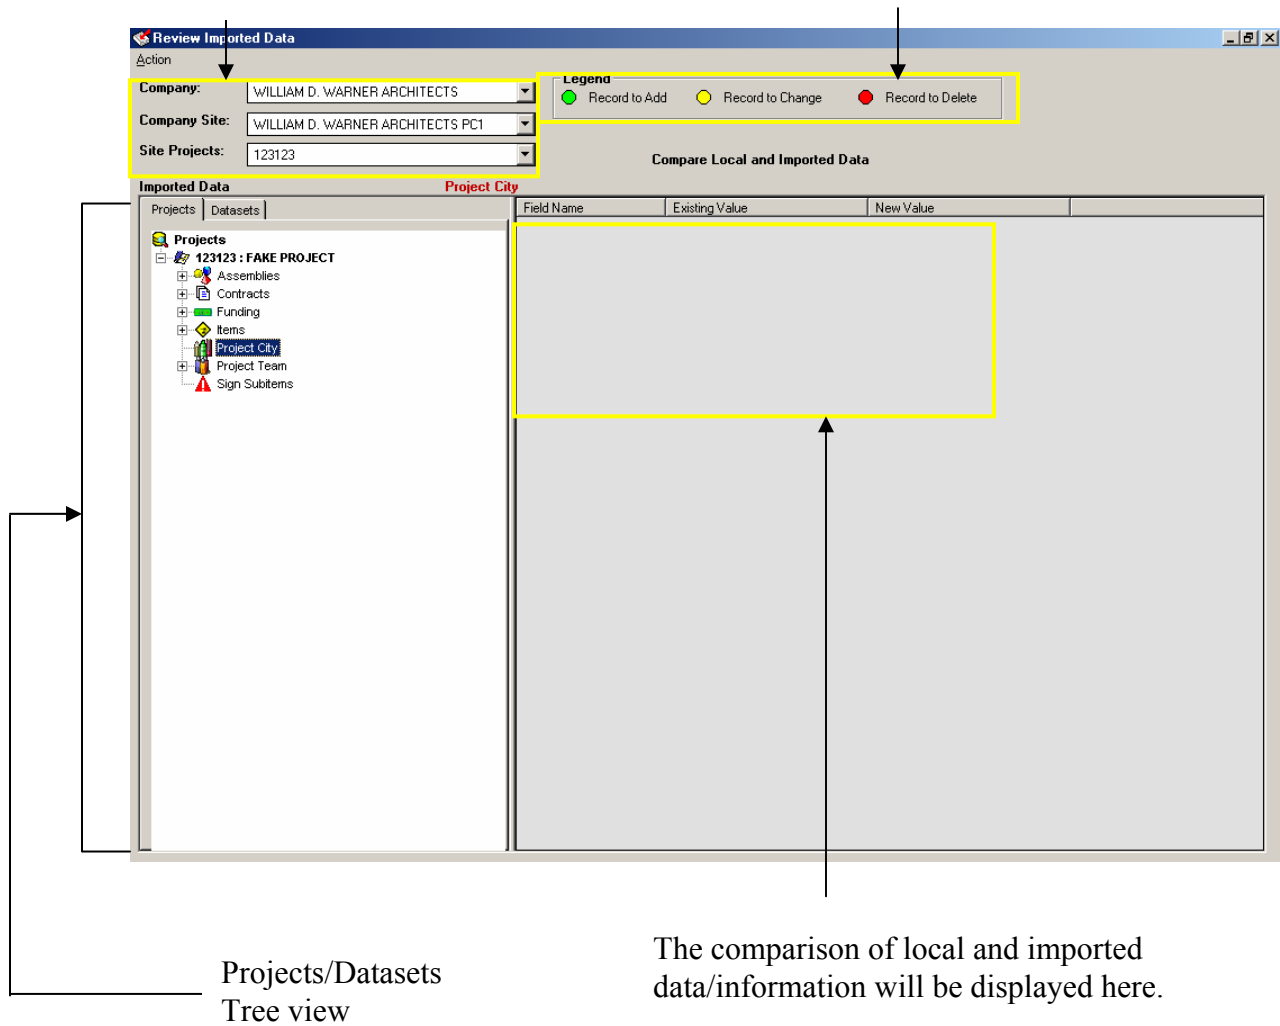 Review Imported Data
Action
Company: WILLIAM D. WARNER ARCHITECTS
Company Site: WILLIAM D. WARNER ARCHITECTS PC1
Site Projects: 123123
Legend
Record to Add Record to Change Record to Delete
Compare Local and Imported Data
Imported Data Project City
Projects Datasets
Field Name Existing Value New Value
Projects
123123 : FAKE PROJECT
Assemblies
Contracts
Funding
Items
Project City
Project Team
Sign Subitems
Projects/Datasets
Tree view
The comparison of local and imported
data/information will be displayed here.